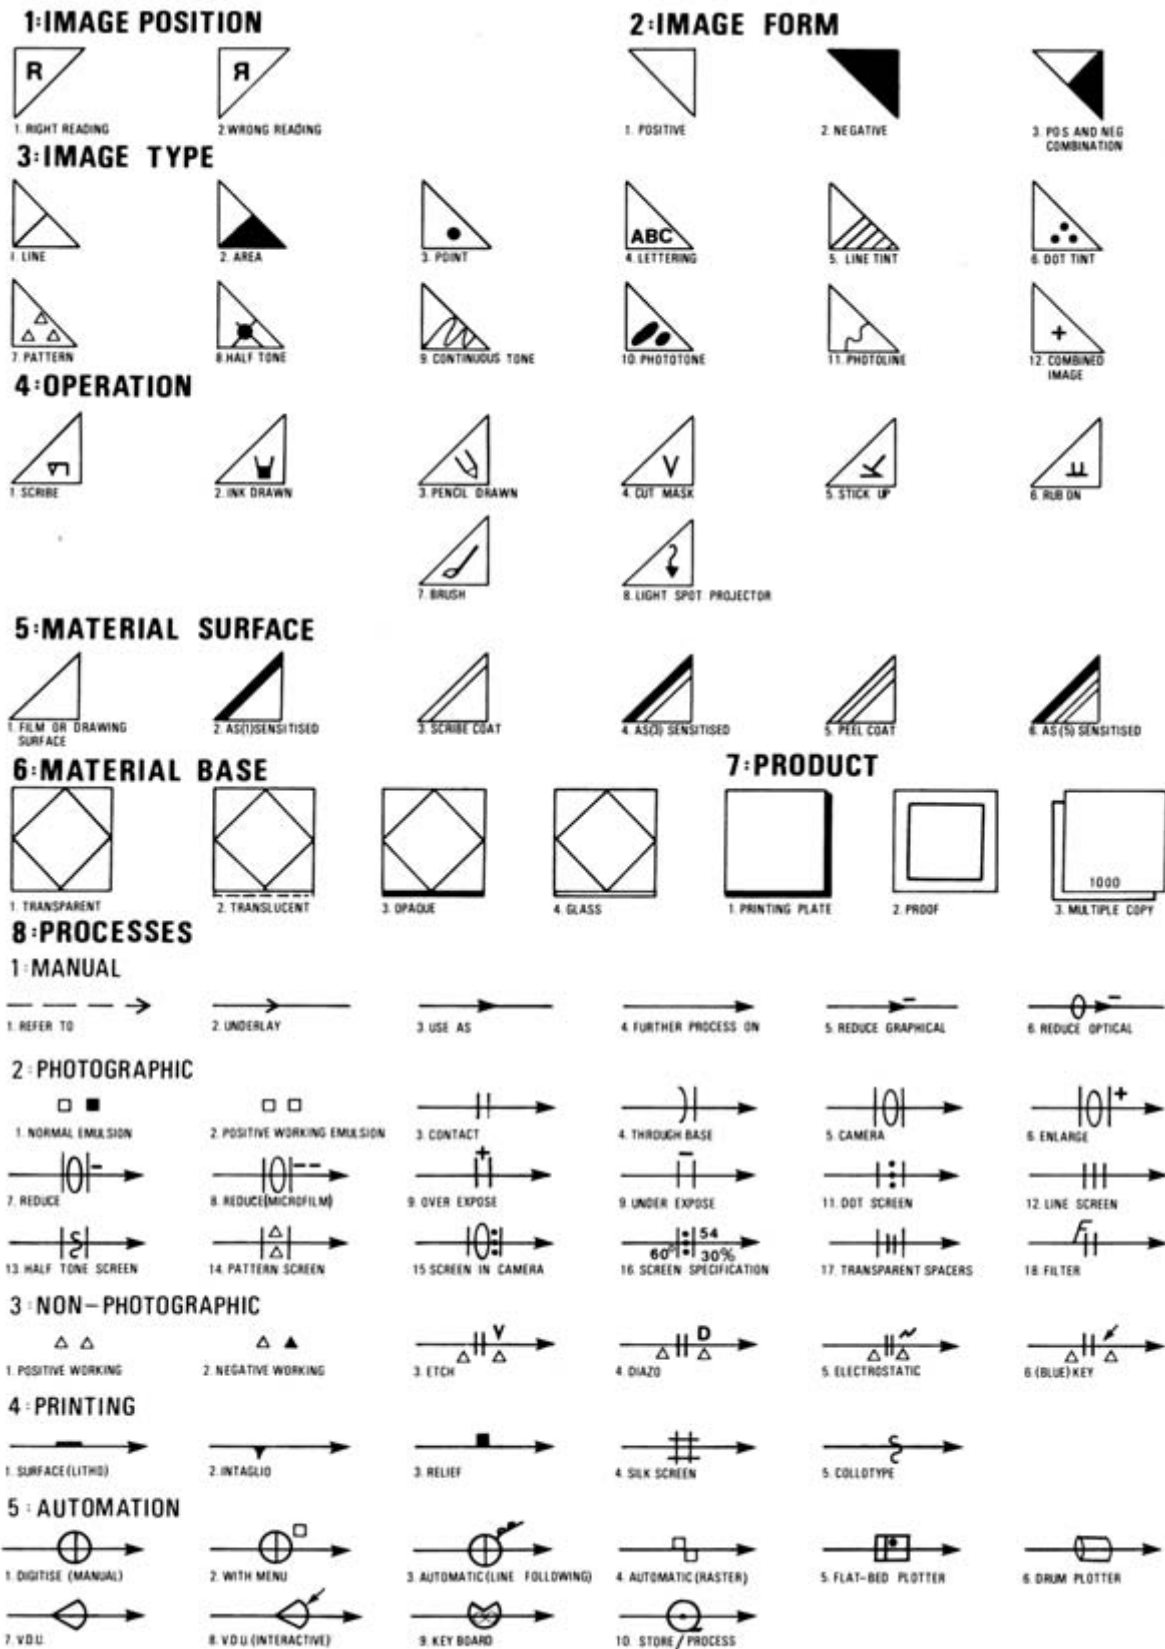 1:IMAGE POSITION
2:IMAGE FORM
R
R
1. RIGHT READING
2.WRONG READING
1. POSITIVE
2. NEGATIVE
3. POS AND NEG
COMBINATION
3:IMAGE TYPE
ABC
1. LINE
2. AREA
3. POINT
4. LETTERING
5. LINE TINT
6. DOT TINT
7. PATTERN
8.HALF TONE
9. CONTINUOUS TONE
10. PHOTOTONE
11. PHOTOLINE
12. COMBINED
IMAGE
4:OPERATION
1. SCRIBE
2. INK DRAWN
3. PENCIL DRAWN
4. CUT MASK
5. STICK UP
6. RUB ON
7. BRUSH
8. LIGHT SPOT PROJECTOR
5:MATERIAL SURFACE
1. FILM OR DRAWING
SURFACE
2. AS(1)SENSITISED
3. SCRIBE COAT
4. AS(3) SENSITISED
5. PEEL COAT
6. AS (5) SENSITISED
6:MATERIAL BASE
7:PRODUCT
1000
1. TRANSPARENT
2. TRANSLUCENT
3. OPAQUE
4. GLASS
1. PRINTING PLATE
2. PROOF
3. MULTIPLE COPY
8:PROCESSES
1:MANUAL
1. REFER TO
2. UNDERLAY
3. USE AS
4. FURTHER PROCESS ON
5. REDUCE GRAPHICAL
6. REDUCE OPTICAL
2:PHOTOGRAPHIC
1. NORMAL EMULSION
2. POSITIVE WORKING EMULSION
3. CONTACT
4. THROUGH BASE
5. CAMERA
6. ENLARGE
7. REDUCE
8. REDUCE(MICROFILM)
9. OVER EXPOSE
9. UNDER EXPOSE
11. DOT SCREEN
12. LINE SCREEN
60° 54
30%
F
13. HALF TONE SCREEN
14. PATTERN SCREEN
15 SCREEN IN CAMERA
16. SCREEN SPECIFICATION
17. TRANSPARENT SPACERS
18. FILTER
3:NON-PHOTOGRAPHIC
V
D
1. POSITIVE WORKING
2. NEGATIVE WORKING
3. ETCH
4. DIAZO
5. ELECTROSTATIC
6.(BLUE)KEY
4:PRINTING
1. SURFACE(LITHO)
2. INTAGLIO
3. RELIEF
4. SILK SCREEN
5. COLLOTYPE
5:AUTOMATION
1. DIGITISE (MANUAL)
2. WITH MENU
3. AUTOMATIC(LINE FOLLOWING)
4. AUTOMATIC(RASTER)
5. FLAT-BED PLOTTER
6. DRUM PLOTTER
7. V.D.U.
8. V.D.U.(INTERACTIVE)
9. KEY BOARD
10. STORE/PROCESS